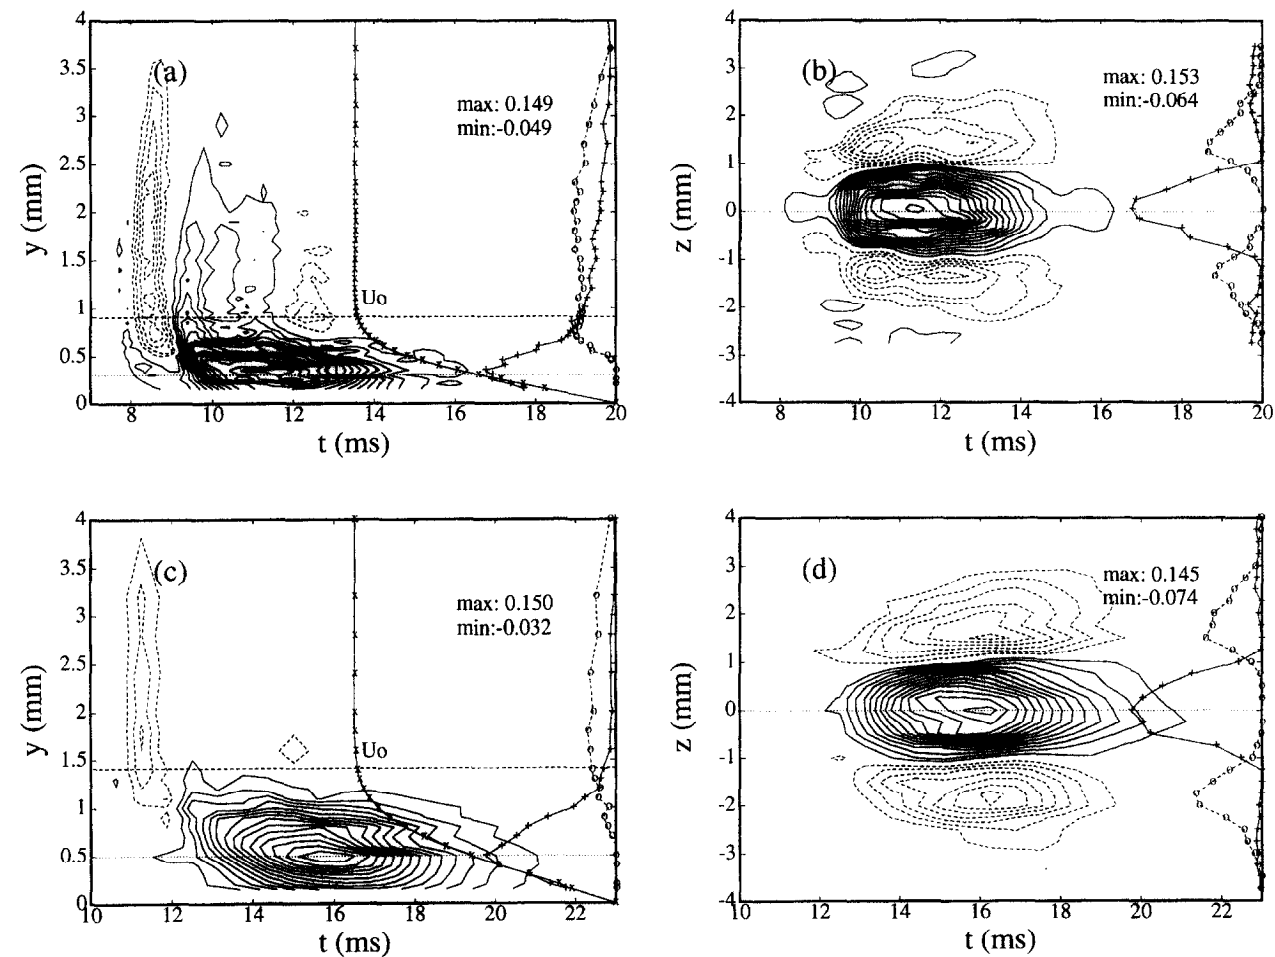 4
3.5
3
2.5
2
1.5
1
0.5
0
y (mm)
(a)
max: 0.149
min:-0.049
Uo
8 10 12 14 16 18 20
t (ms)
4
3
2
1
0
-1
-2
-3
-4
z (mm)
(b)
max: 0.153
min:-0.064
8 10 12 14 16 18 20
t (ms)
4
3.5
3
2.5
2
1.5
1
0.5
0
y (mm)
(c)
max: 0.150
min:-0.032
Uo
10 12 14 16 18 20 22
t (ms)
4
3
2
1
0
-1
-2
-3
-4
z (mm)
(d)
max: 0.145
min:-0.074
10 12 14 16 18 20 22
t (ms)